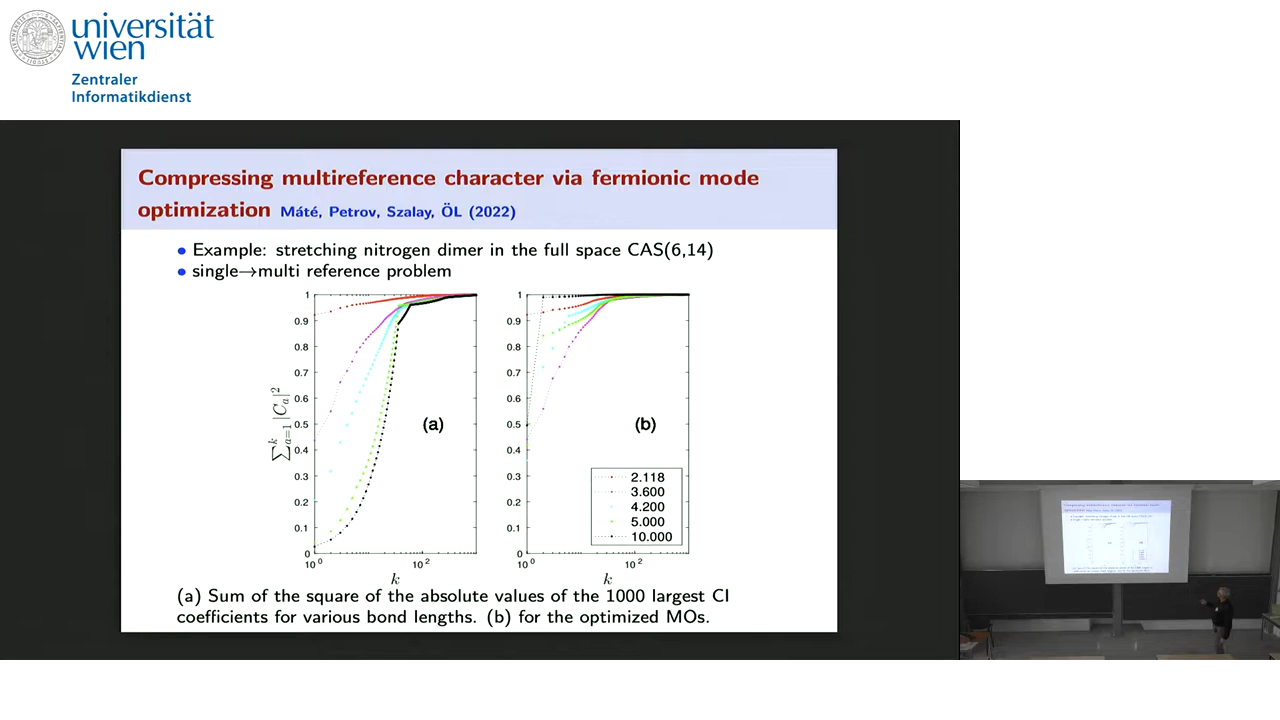 universität
wien
Zentraler
Informatikdienst
Compressing multireference character via fermionic mode
optimization Máté, Petrov, Szalay, ÖL (2022)
• Example: stretching nitrogen dimer in the full space CAS(6,14)
• single→multi reference problem
1
0.9
0.8
0.7
0.6
0.5
0.4
0.3
0.2
0.1
0
10^0
10^2
k
∑_{a=1}^{k} |C_a|^2
(a)
1
0.9
0.8
0.7
0.6
0.5
0.4
0.3
0.2
0.1
0
10^0
10^2
k
(b)
2.118
3.600
4.200
5.000
10.000
(a) Sum of the square of the absolute values of the 1000 largest CI
coefficients for various bond lengths. (b) for the optimized MOs.